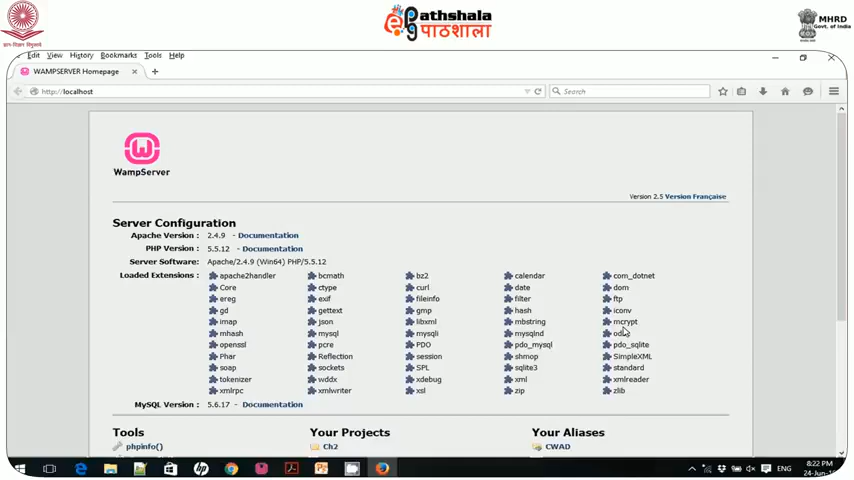 ePathshala
पाठशाला
MHRD
Govt. of India
Edit View History Bookmarks Tools Help
WAMPSERVER Homepage
http://localhost
Search
WampServer
Version 2.5 Version Française
Server Configuration
Apache Version : 2.4.9 - Documentation
PHP Version : 5.5.12 - Documentation
Server Software: Apache/2.4.9 (Win64) PHP/5.5.12
Loaded Extensions : apache2handler bcmath bz2 calendar com_dotnet
Core ctype curl date dom
ereg exif fileinfo filter ftp
gd gettext gmp hash iconv
imap json libxml mbstring mcrypt
mhash mysql mysqli mysqlnd
openssl pcre PDO pdo_mysql pdo_sqlite
Phar Reflection session shmop SimpleXML
soap sockets SPL sqlite3 standard
tokenizer wddx xdebug xml xmlreader
xmlrpc xmlwriter xsl zip zlib
MySQL Version : 5.6.17 - Documentation
Tools Your Projects Your Aliases
phpinfo() Ch2 CWAD
ENG
8:22 PM